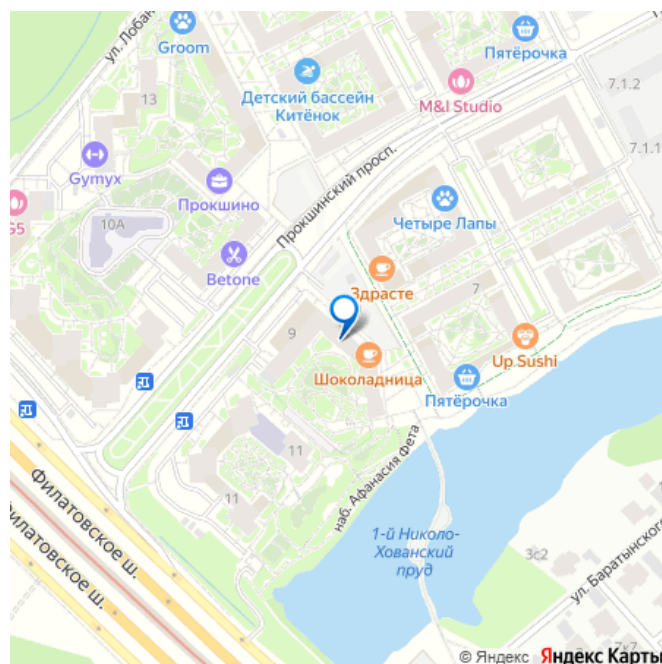 ул. Лобан
Groom
Пятёрочка
Детский бассейн
Китёнок
7.1.2
13
M&I Studio
7.1.1
Gymyx
Прокшинский просп.
Прокшино
Четыре Лапы
10А
Betone
Здрасте
7
9
Up Sushi
Шоколадница
Пятёрочка
11
11
наб. Афанасия Фета
Филатовское ш.
Филатовское ш.
1-й Николо-
Хованский
пруд
3с2
ул. Баратынского
7к7
© Яндекс Яндекс Карты